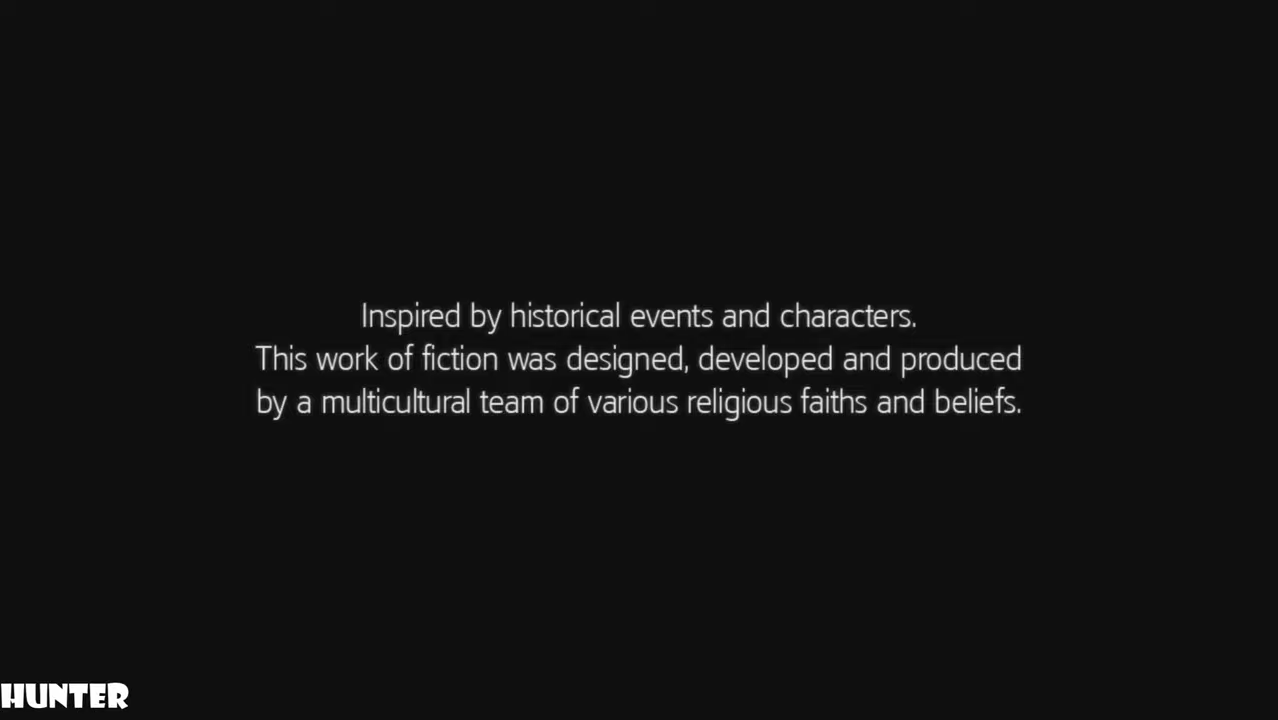 Inspired by historical events and characters.
This work of fiction was designed, developed and produced
by a multicultural team of various religious faiths and beliefs.
HUNTER